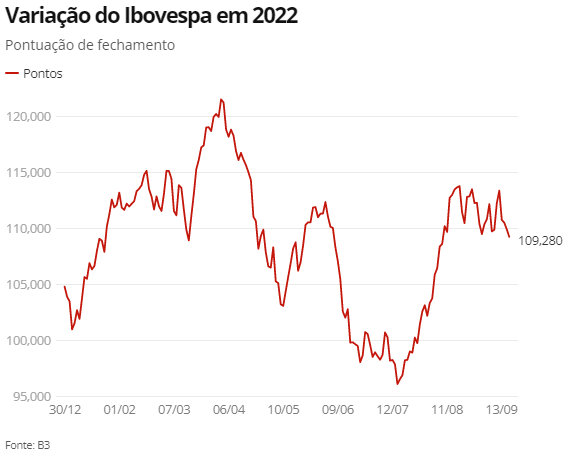 Variação do Ibovespa em 2022
Pontuação de fechamento
Pontos
120,000
115,000
110,000
109,280
105,000
100,000
95,000
30/12 01/02 07/03 06/04 10/05 09/06 12/07 11/08 13/09
Fonte: B3